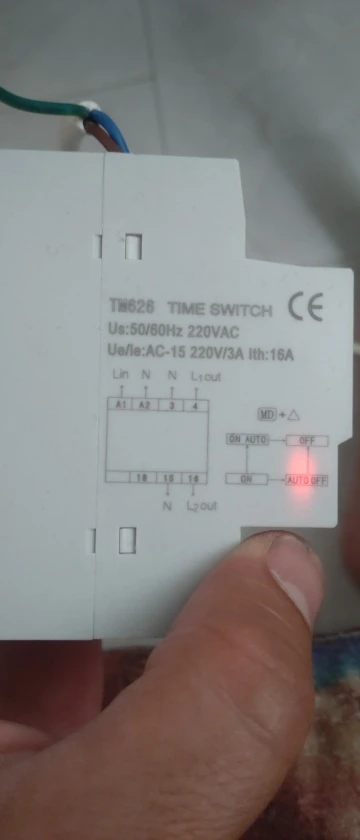 TM626 TIME SWITCH CE
Us:50/60Hz 220VAC
Ue/Ie:AC-15 220V/3A Ith:16A
Lin N N L1out
A1 A2 3 4
MD +△
ON AUTO OFF
ON AUTO OFF
18 15 16
N L2out